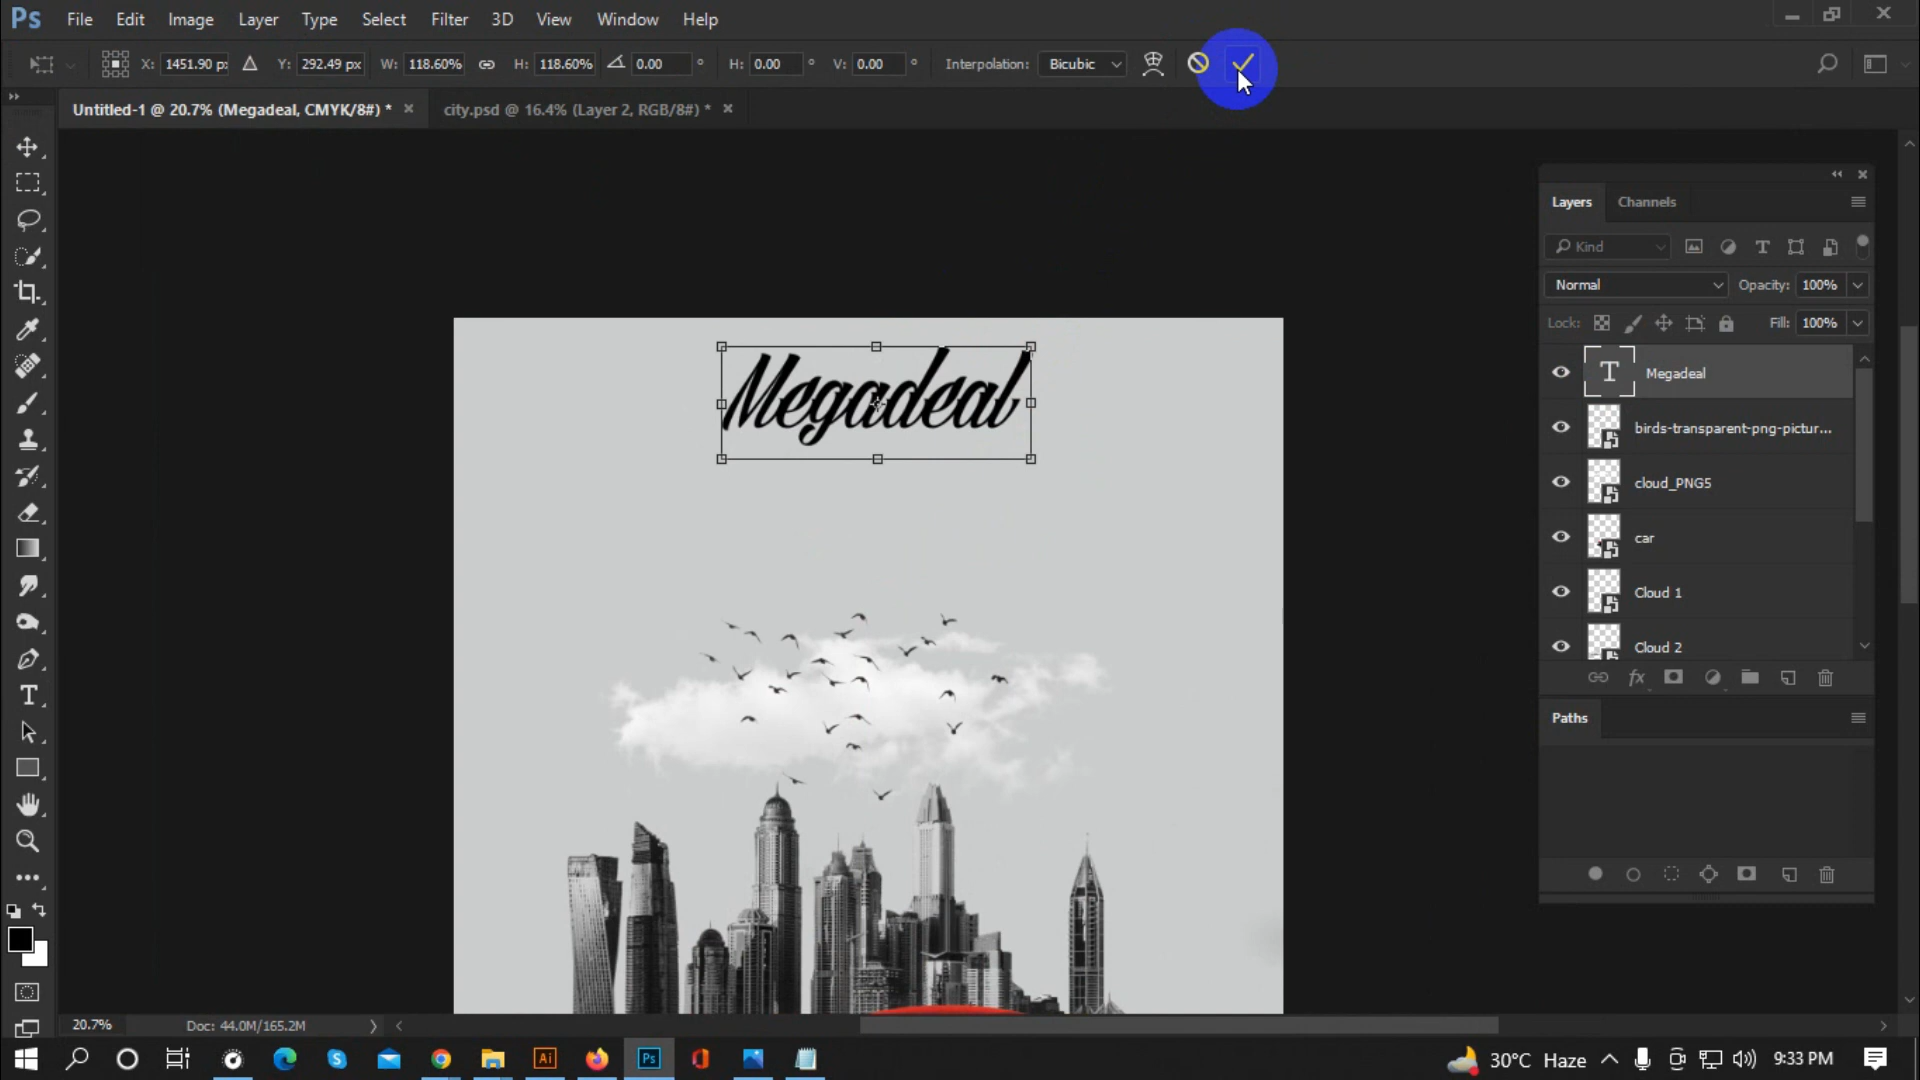 Ps File Edit Image Layer Type Select Filter 3D View Window Help
X: 1451.90 p Y: 292.49 px W: 118.60% H: 118.60% 0.00 ° H: 0.00 ° V: 0.00 ° Interpolation: Bicubic
Untitled-1 @ 20.7% (Megadeal, CMYK/8#) * × city.psd @ 16.4% (Layer 2, RGB/8#) * ×
Megadeal
Layers Channels
Kind
Normal Opacity: 100%
Lock: Fill: 100%
T Megadeal
birds-transparent-png-pictur...
cloud_PNG5
car
Cloud 1
Cloud 2
fx
Paths
20.7% Doc: 44.0M/165.2M
Ai Ps 30°C Haze 9:33 PM